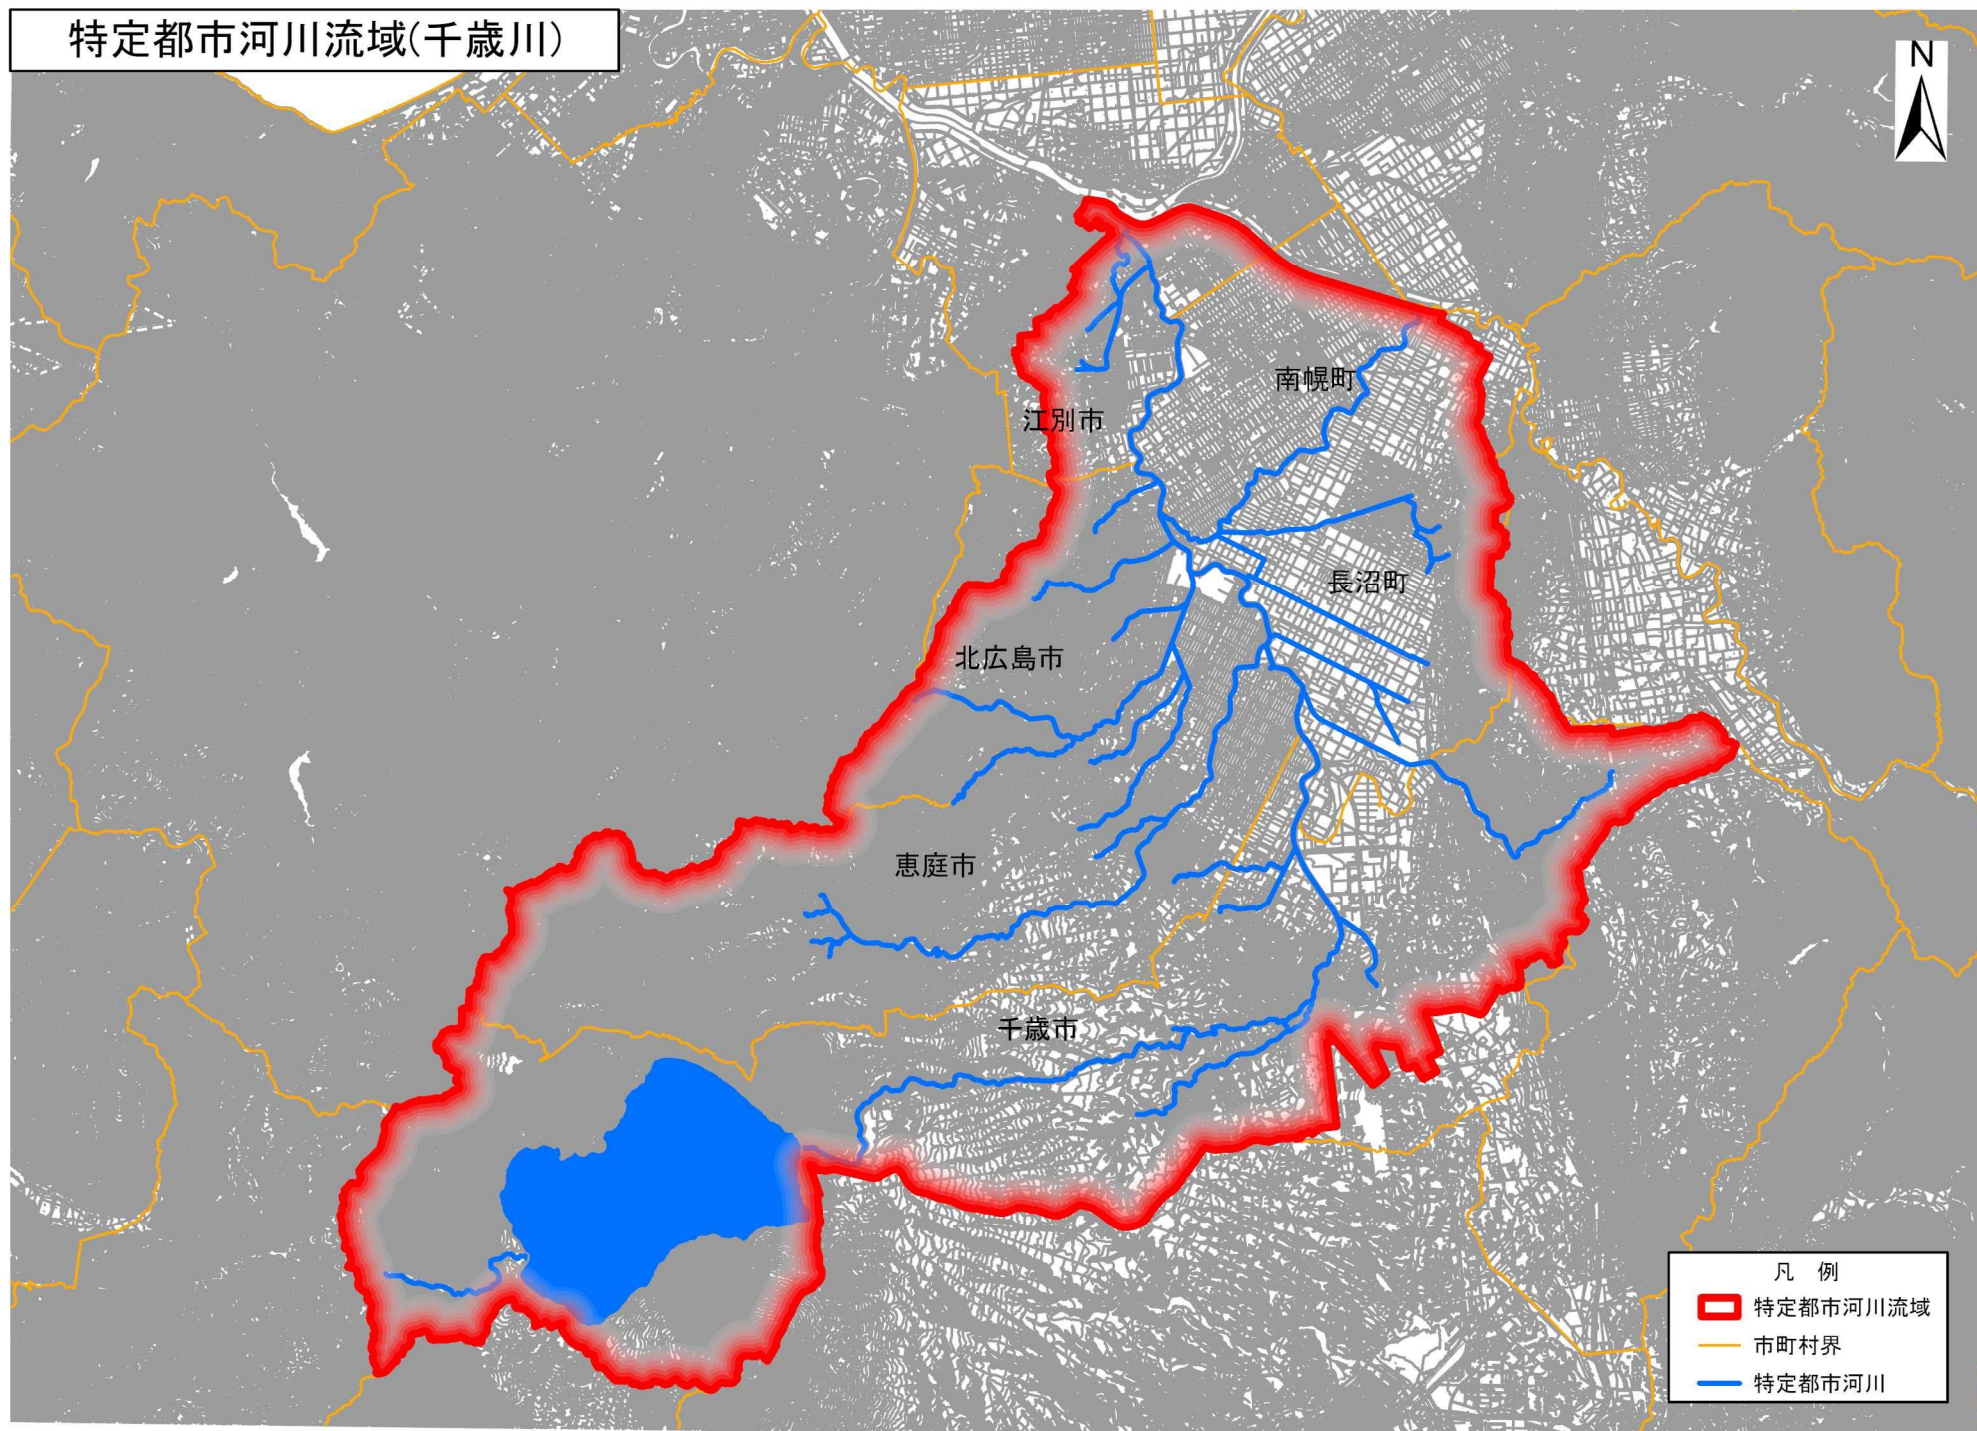 特定都市河川流域(千歳川)
N
南幌町
江別市
長沼町
北広島市
恵庭市
千歳市
凡 例
特定都市河川流域
市町村界
特定都市河川